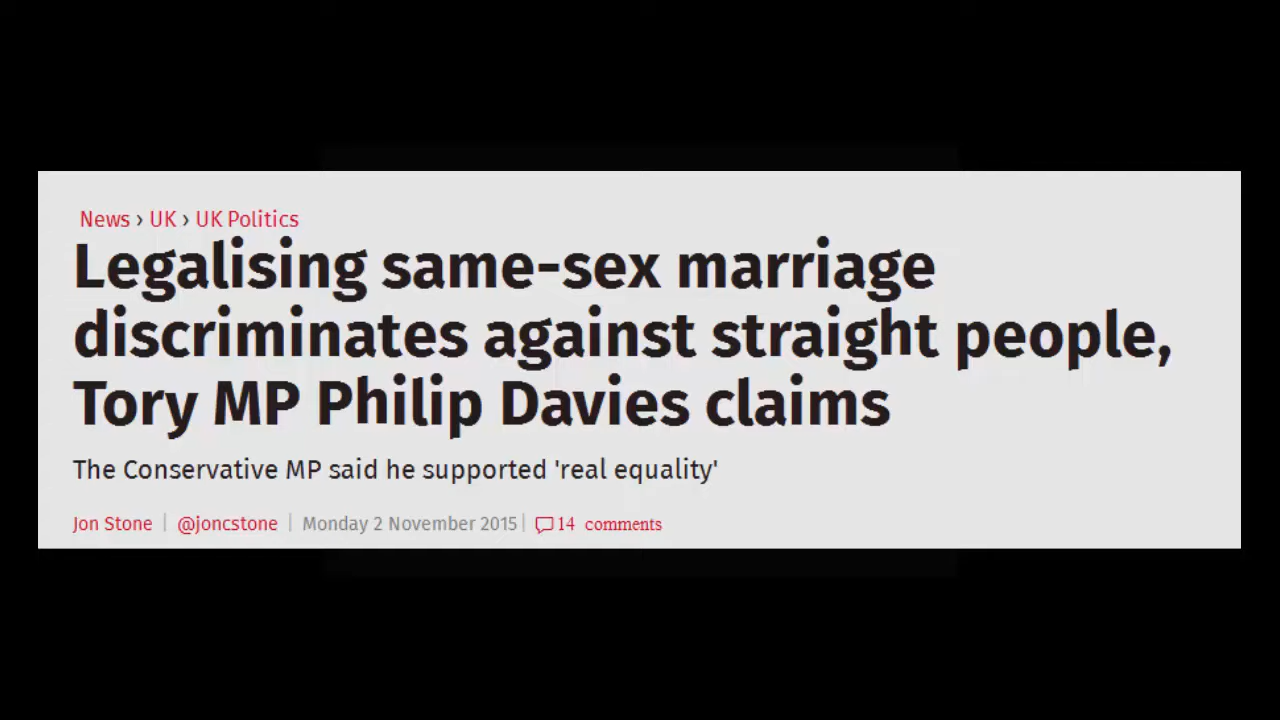 News › UK › UK Politics
Legalising same-sex marriage
discriminates against straight people,
Tory MP Philip Davies claims
The Conservative MP said he supported 'real equality'
Jon Stone | @joncstone | Monday 2 November 2015 | 14 comments